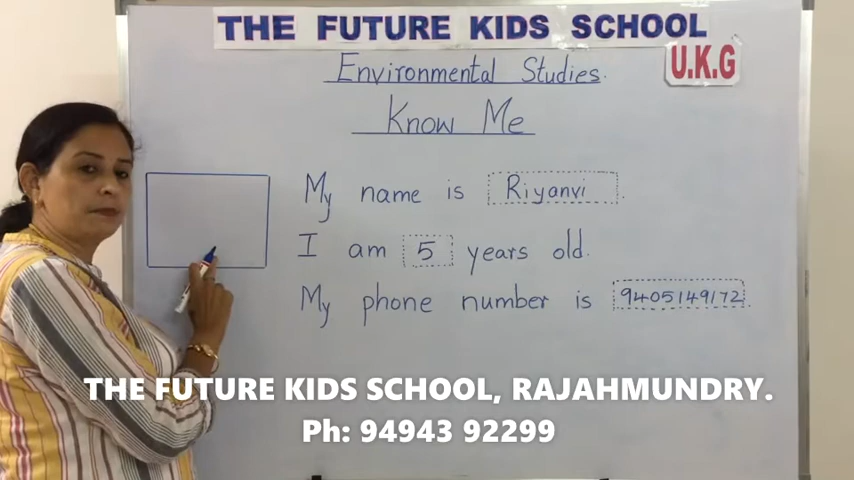 THE FUTURE KIDS SCHOOL
U.K.G
Environmental Studies.
Know Me
My name is Riyanvi.
I am 5 years old.
My phone number is 9405149172.
THE FUTURE KIDS SCHOOL, RAJAHMUNDRY.
Ph: 94943 92299